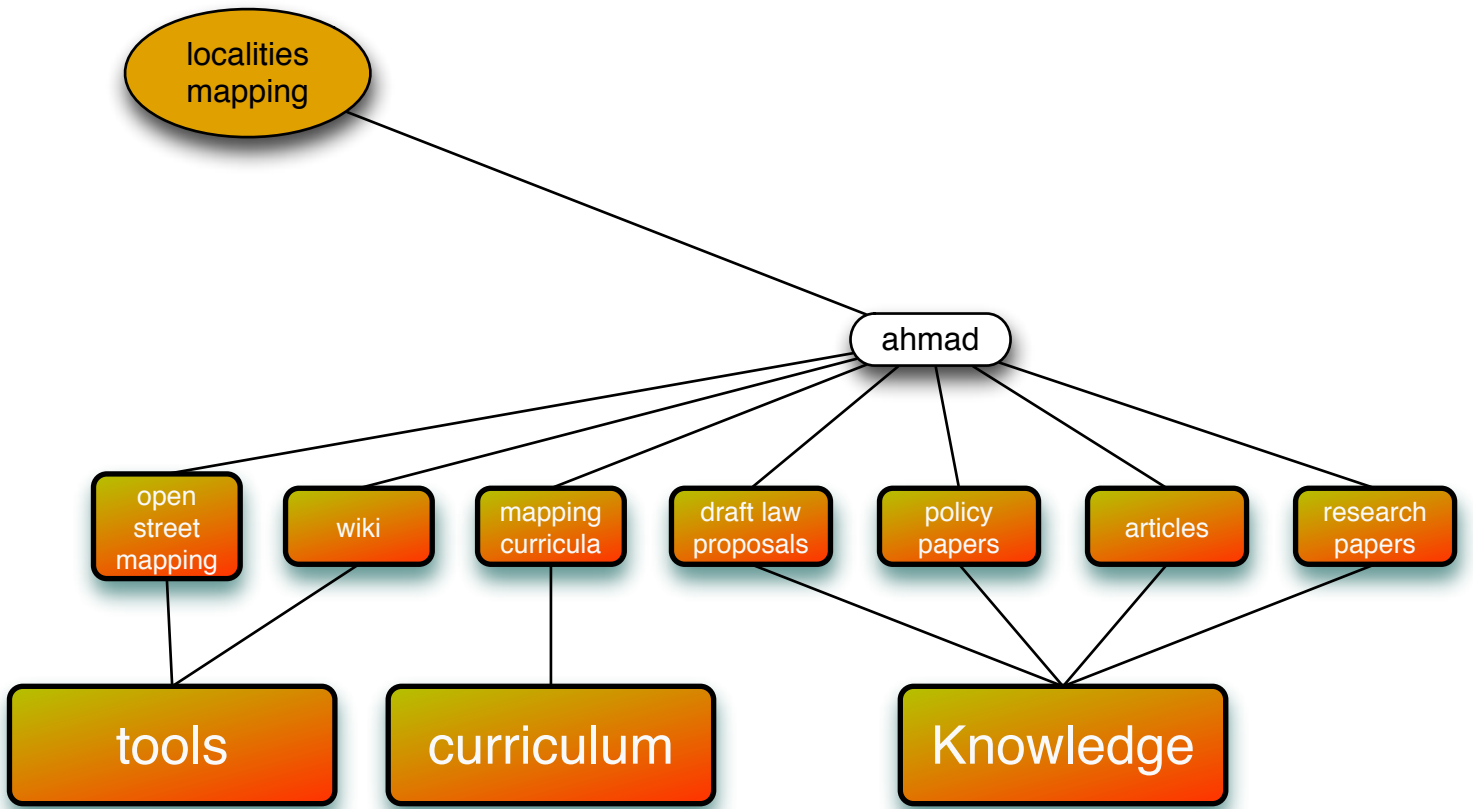 localities
mapping
ahmad
open
street
mapping
wiki
mapping
curricula
draft law
proposals
policy
papers
articles
research
papers
tools
curriculum
Knowledge